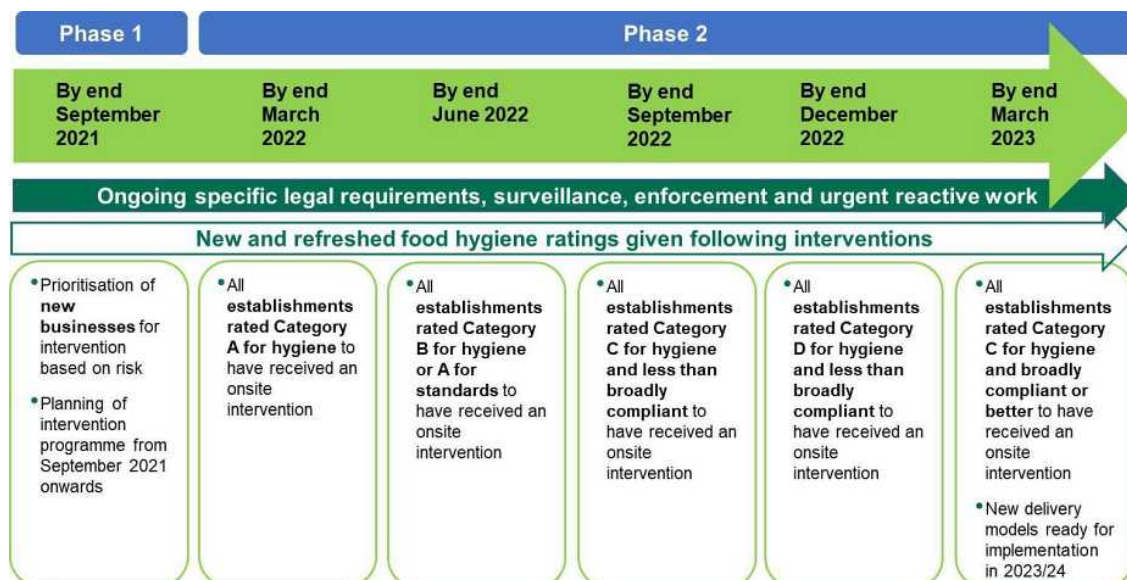 Phase 1
Phase 2
By end
September
2021
By end
March
2022
By end
June 2022
By end
September
2022
By end
December
2022
By end
March
2023
Ongoing specific legal requirements, surveillance, enforcement and urgent reactive work
New and refreshed food hygiene ratings given following interventions
•Prioritisation of
new
businesses for
intervention
based on risk
•Planning of
intervention
programme from
September 2021
onwards
•All
establishments
rated Category
A for hygiene to
have received an
onsite
intervention
•All
establishments
rated Category
B for hygiene
or A for
standards to
have received an
onsite
intervention
•All
establishments
rated Category
C for hygiene
and less than
broadly
compliant to
have received an
onsite
intervention
•All
establishments
rated Category
D for hygiene
and less than
broadly
compliant to
have received an
onsite
intervention
•All
establishments
rated Category
C for hygiene
and broadly
compliant or
better to have
received an
onsite
intervention
•New delivery
models ready for
implementation
in 2023/24